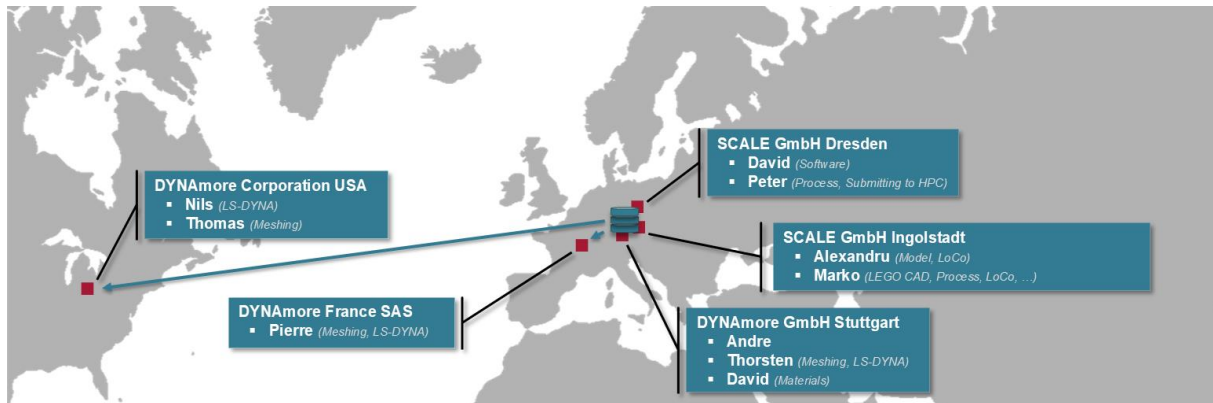 SCALE GmbH Dresden
▪ David (Software)
▪ Peter (Process, Submitting to HPC)
DYNAmore Corporation USA
▪ Nils (LS-DYNA)
▪ Thomas (Meshing)
SCALE GmbH Ingolstadt
▪ Alexandru (Model, LoCo)
▪ Marko (LEGO CAD, Process, LoCo, ...)
DYNAmore France SAS
▪ Pierre (Meshing, LS-DYNA)
DYNAmore GmbH Stuttgart
▪ Andre
▪ Thorsten (Meshing, LS-DYNA)
▪ David (Materials)